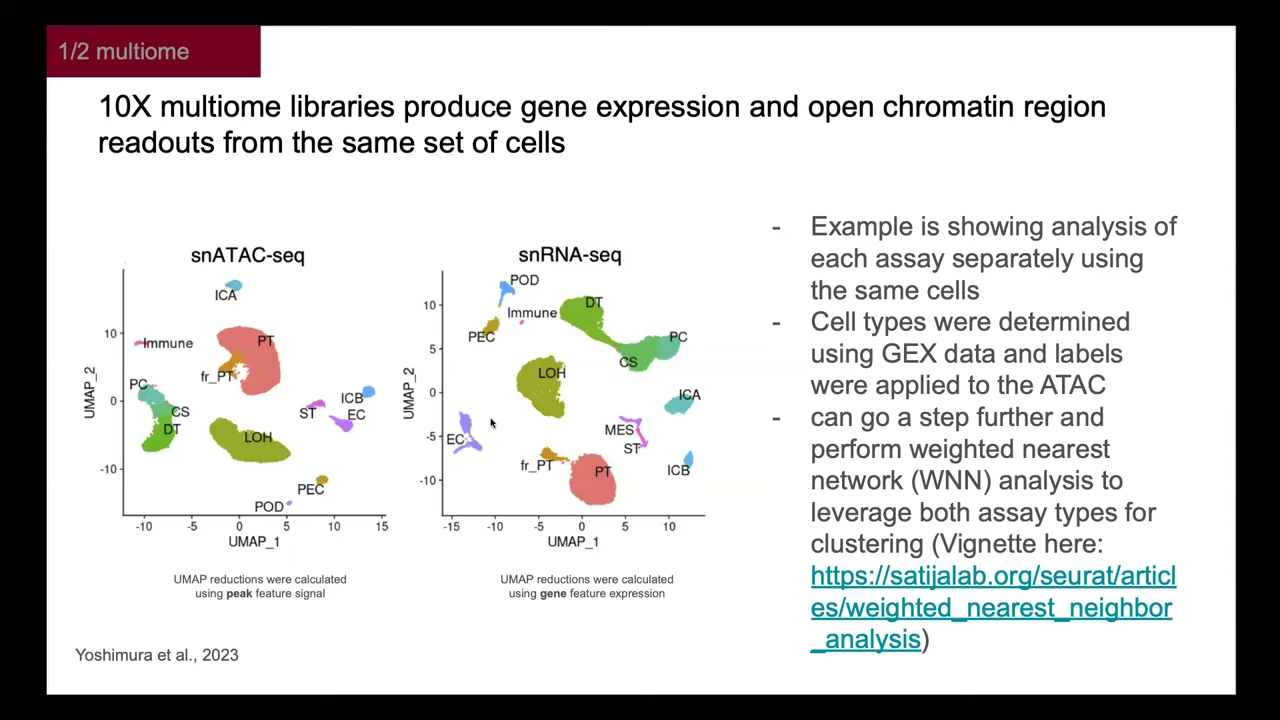 1/2 multiome
10X multiome libraries produce gene expression and open chromatin region
readouts from the same set of cells
snATAC-seq
ICA
10
Immune
PT
fr_PT
PC
0
CS
DT
ST
ICB
EC
LOH
-10
PEC
POD
UMAP_2
-10
-5
0
5
10
15
UMAP_1
UMAP reductions were calculated
using peak feature signal
snRNA-seq
POD
10
Immune
DT
PEC
PC
5
CS
LOH
0
ICA
MES
-5
EC
ST
fr_PT
PT
ICB
-10
UMAP_2
-15
-10
-5
0
5
10
UMAP_1
UMAP reductions were calculated
using gene feature expression
- Example is showing analysis of
each assay separately using
the same cells
- Cell types were determined
using GEX data and labels
were applied to the ATAC
- can go a step further and
perform weighted nearest
network (WNN) analysis to
leverage both assay types for
clustering (Vignette here:
https://satijalab.org/seurat/articl
es/weighted_nearest_neighbor
_analysis)
Yoshimura et al., 2023